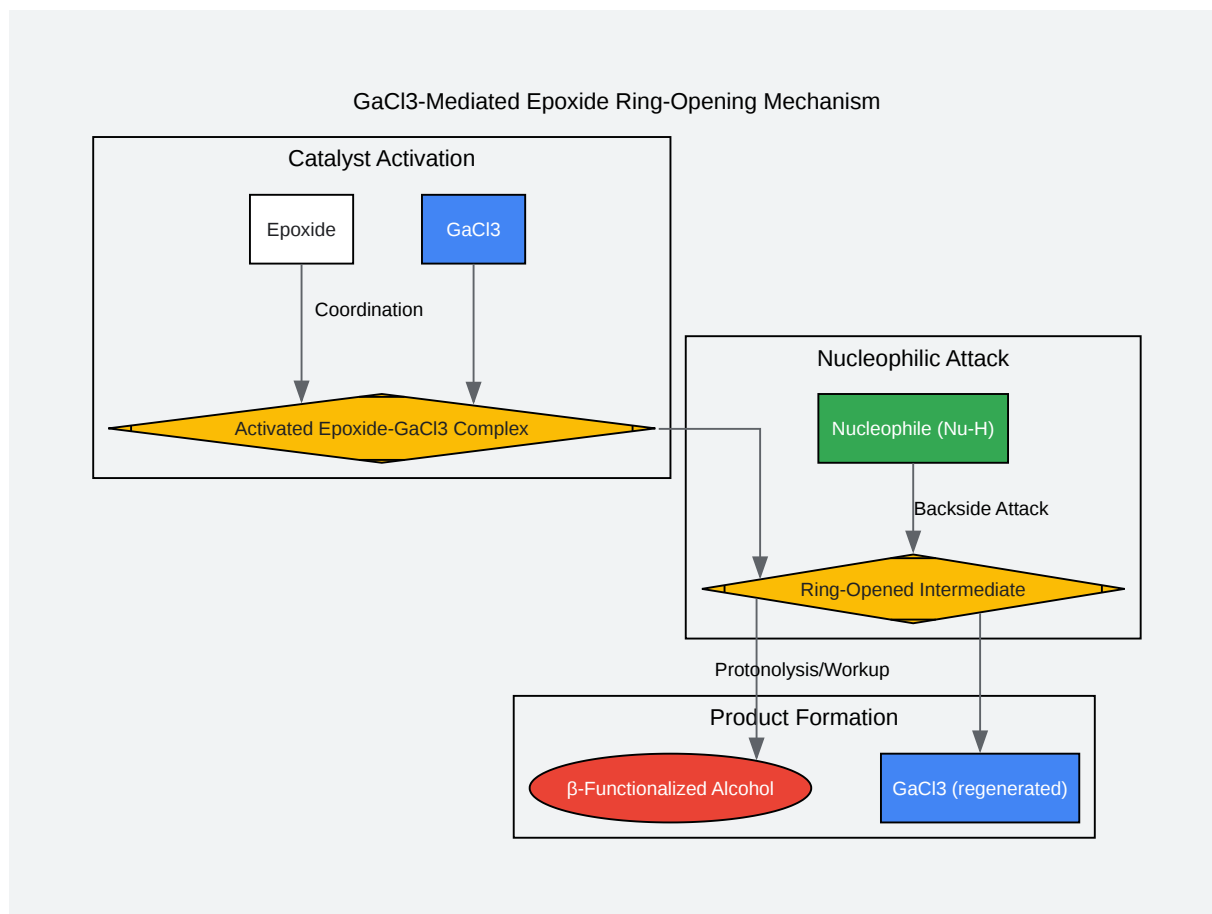 GaCl3-Mediated Epoxide Ring-Opening Mechanism
Catalyst Activation
Epoxide
GaCl3
Coordination
Activated Epoxide-GaCl3 Complex
Nucleophilic Attack
Nucleophile (Nu-H)
Backside Attack
Ring-Opened Intermediate
Protonolysis/Workup
Product Formation
β-Functionalized Alcohol
GaCl3 (regenerated)